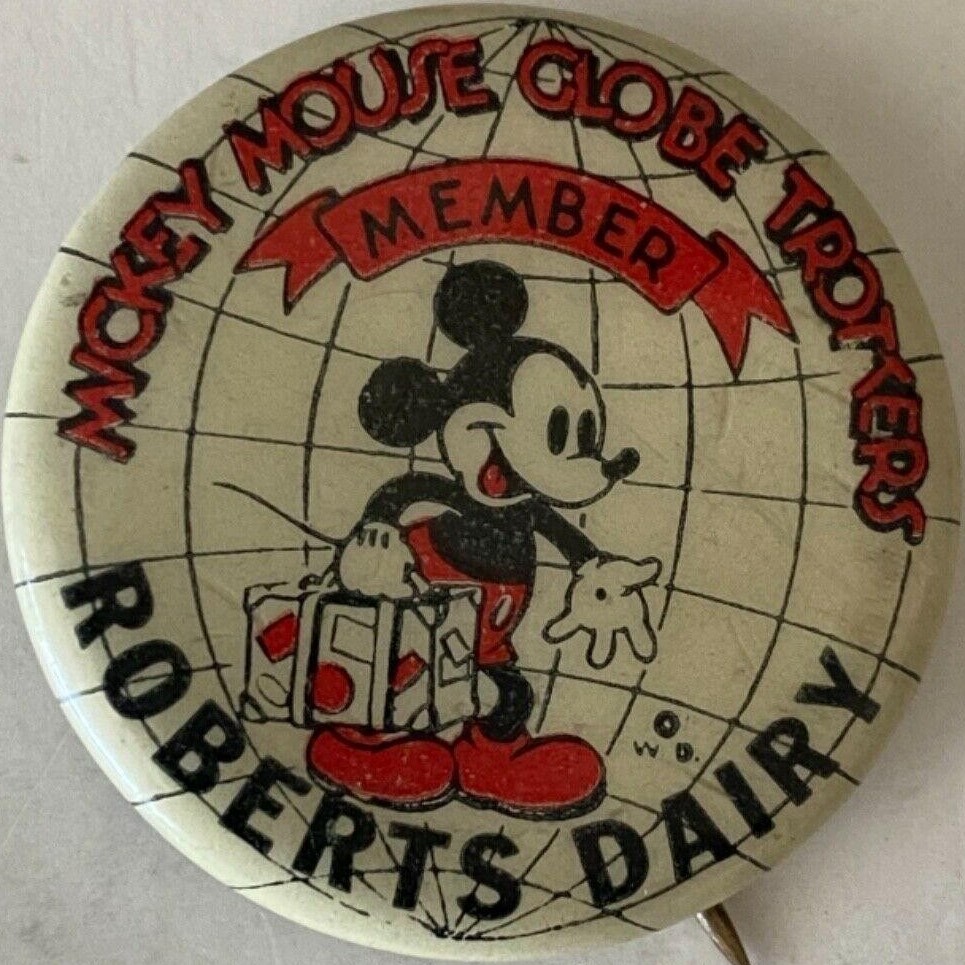 MICKEY MOUSE GLOBE TROTTERS
MEMBER
© W D.
ROBERTS DAIRY